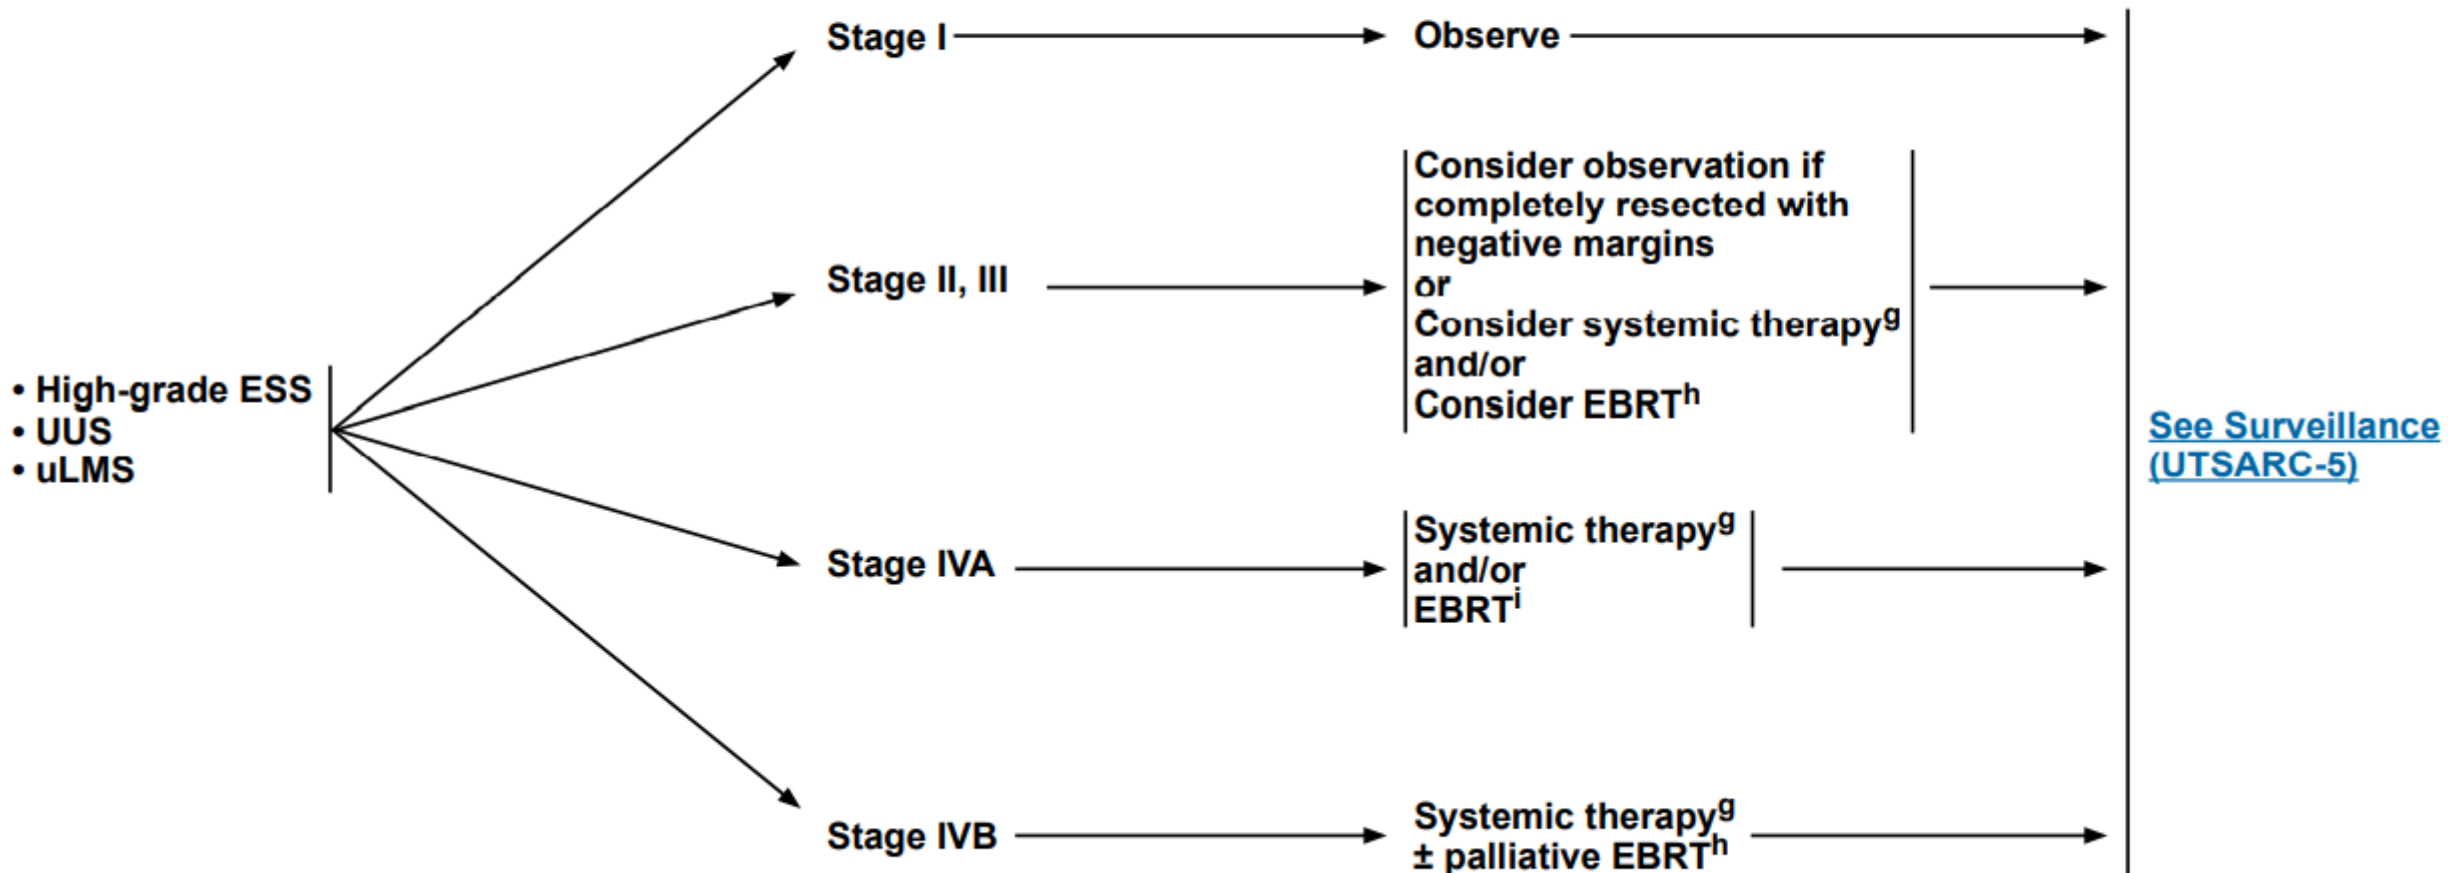 • High-grade ESS
• UUS
• uLMS
Stage I
Observe
Stage II, III
Consider observation if
completely resected with
negative margins
or
Consider systemic therapyg
and/or
Consider EBRTh
Stage IVA
Systemic therapyg
and/or
EBRTi
Stage IVB
Systemic therapyg
± palliative EBRTh
See Surveillance
(UTSARC-5)